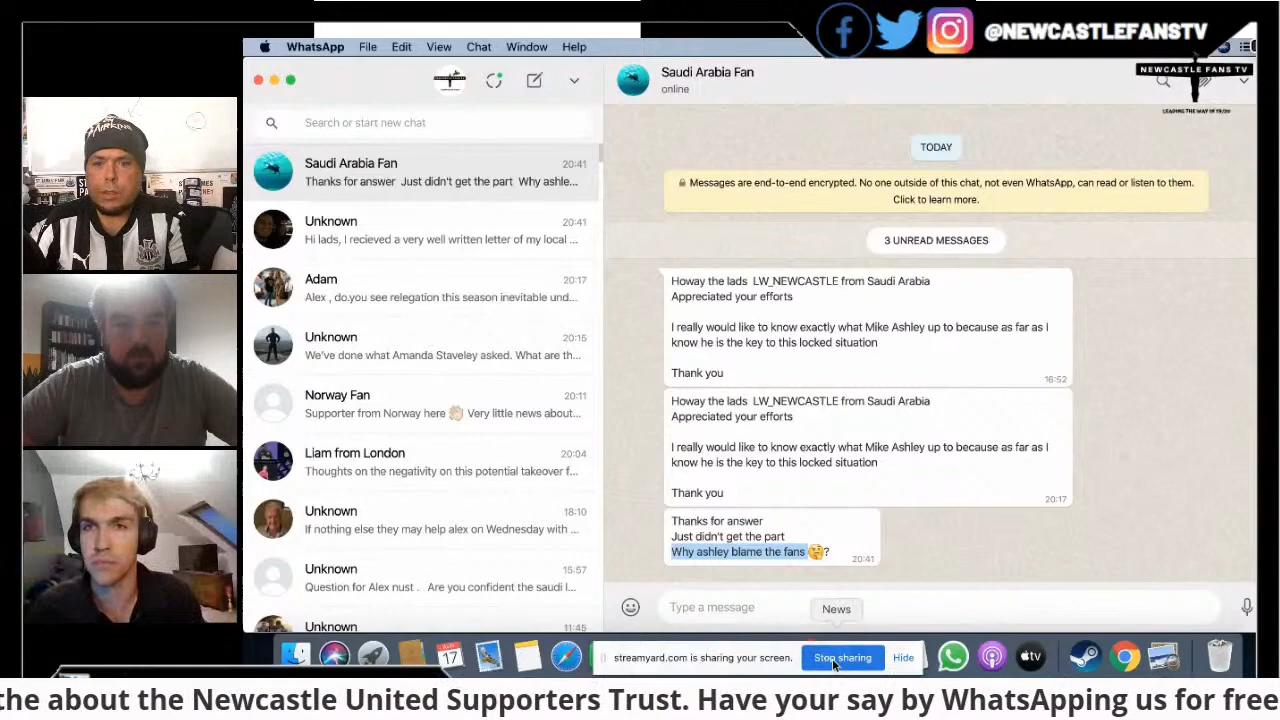 @NEWCASTLEFANSTV
NEWCASTLE FANS TV
WhatsApp File Edit View Chat Window Help
Search or start new chat
Saudi Arabia Fan 20:41
Thanks for answer Just didn't get the part Why ashle...
Unknown 20:41
Hi lads, I recieved a very well written letter of my local ...
Adam 20:17
Alex , do.you see relegation this season inevitable und...
Unknown 20:15
We've done what Amanda Staveley asked. What are th...
Norway Fan 20:11
Supporter from Norway here 👏🏻 Very little news about...
Liam from London 20:04
Thoughts on the negativity on this potential takeover f...
Unknown 18:10
If nothing else they may help alex on Wednesday with ...
Unknown 15:57
Question for Alex nust . Are you confident the saudi l...
Unknown 11:45
Saudi Arabia Fan
online
TODAY
Messages are end-to-end encrypted. No one outside of this chat, not even WhatsApp, can read or listen to them.
Click to learn more.
3 UNREAD MESSAGES
Howay the lads LW_NEWCASTLE from Saudi Arabia
Appreciated your efforts
I really would like to know exactly what Mike Ashley up to because as far as I
know he is the key to this locked situation
Thank you
16:52
Howay the lads LW_NEWCASTLE from Saudi Arabia
Appreciated your efforts
I really would like to know exactly what Mike Ashley up to because as far as I
know he is the key to this locked situation
Thank you
20:17
Thanks for answer
Just didn't get the part
Why ashley blame the fans 🤔?
20:41
Type a message
News
17
streamyard.com is sharing your screen. Stop sharing Hide
tv
the about the Newcastle United Supporters Trust. Have your say by WhatsApping us for free